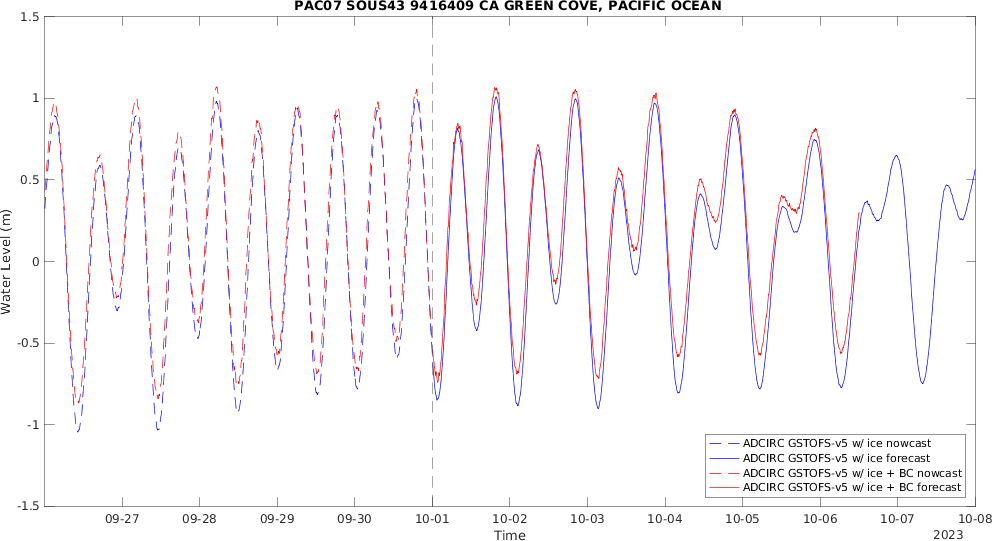 PAC07 SOUS43 9416409 CA GREEN COVE, PACIFIC OCEAN
1.5
1
0.5
0
-0.5
-1
-1.5
Water Level (m)
09-27
09-28
09-29
09-30
10-01
10-02
10-03
10-04
10-05
10-06
10-07
10-08
Time
2023
ADCIRC GSTOFS-v5 w/ ice nowcast
ADCIRC GSTOFS-v5 w/ ice forecast
ADCIRC GSTOFS-v5 w/ ice + BC nowcast
ADCIRC GSTOFS-v5 w/ ice + BC forecast